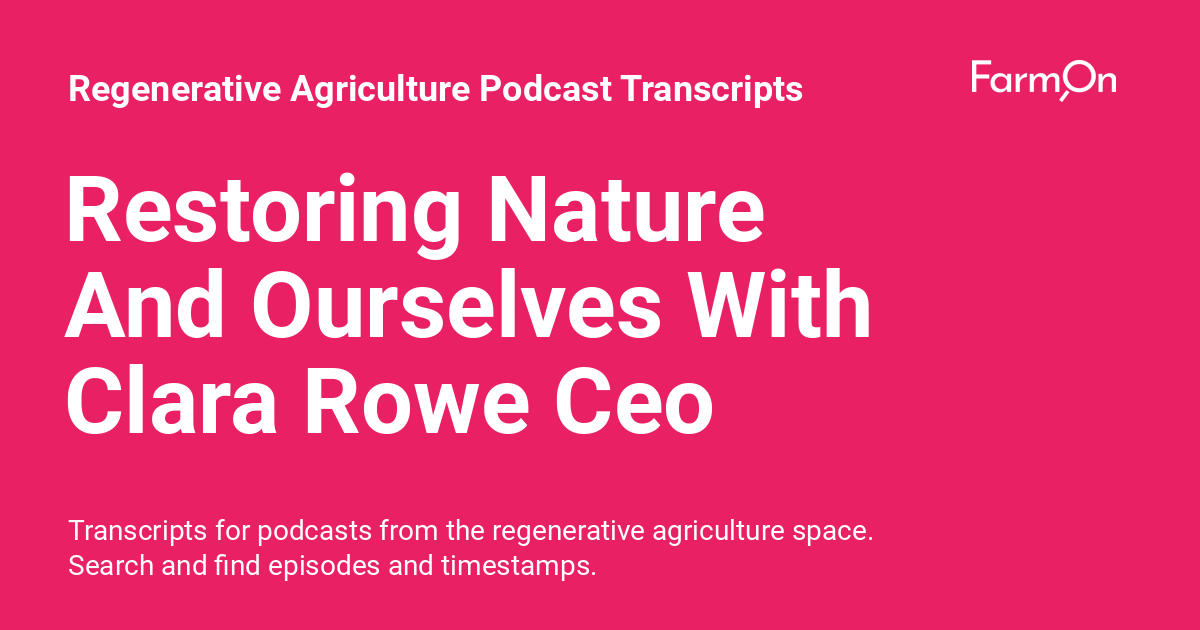 Regenerative Agriculture Podcast Transcripts
FarmOn
Restoring Nature
And Ourselves With
Clara Rowe Ceo
Transcripts for podcasts from the regenerative agriculture space.
Search and find episodes and timestamps.